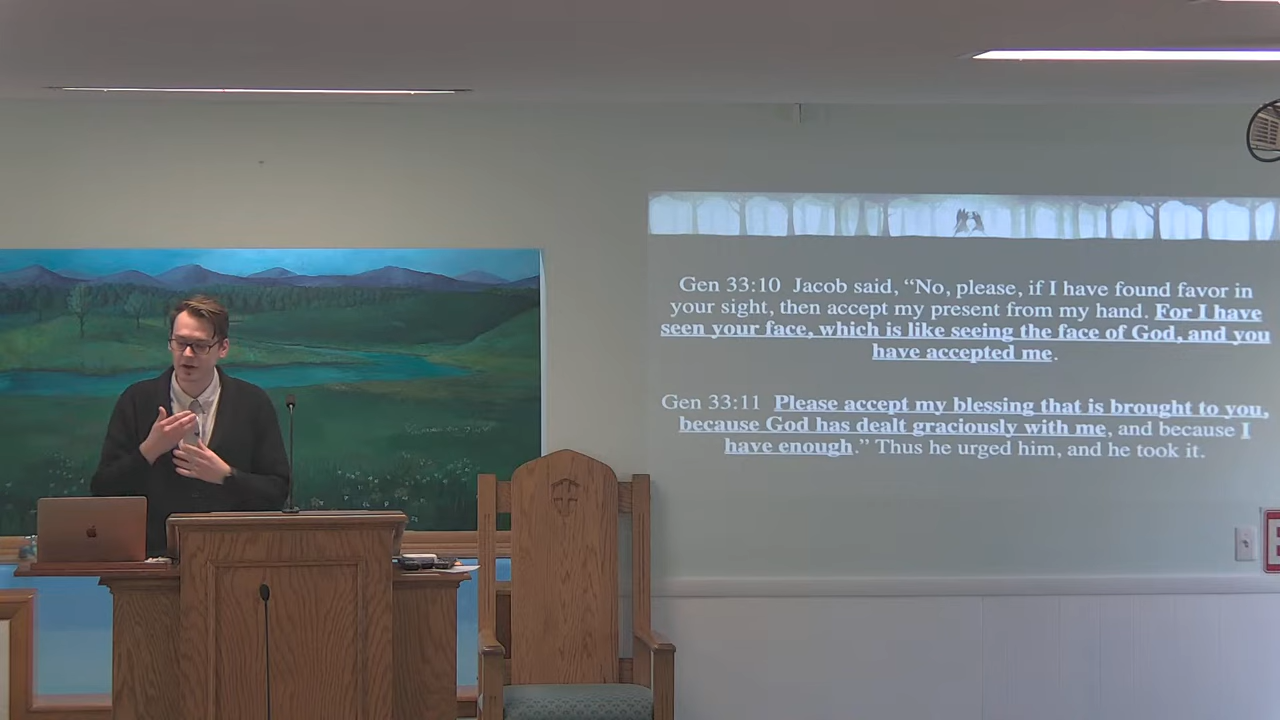 Gen 33:10 Jacob said, “No, please, if I have found favor in
your sight, then accept my present from my hand. For I have
seen your face, which is like seeing the face of God, and you
have accepted me.
Gen 33:11 Please accept my blessing that is brought to you,
because God has dealt graciously with me, and because I
have enough.” Thus he urged him, and he took it.